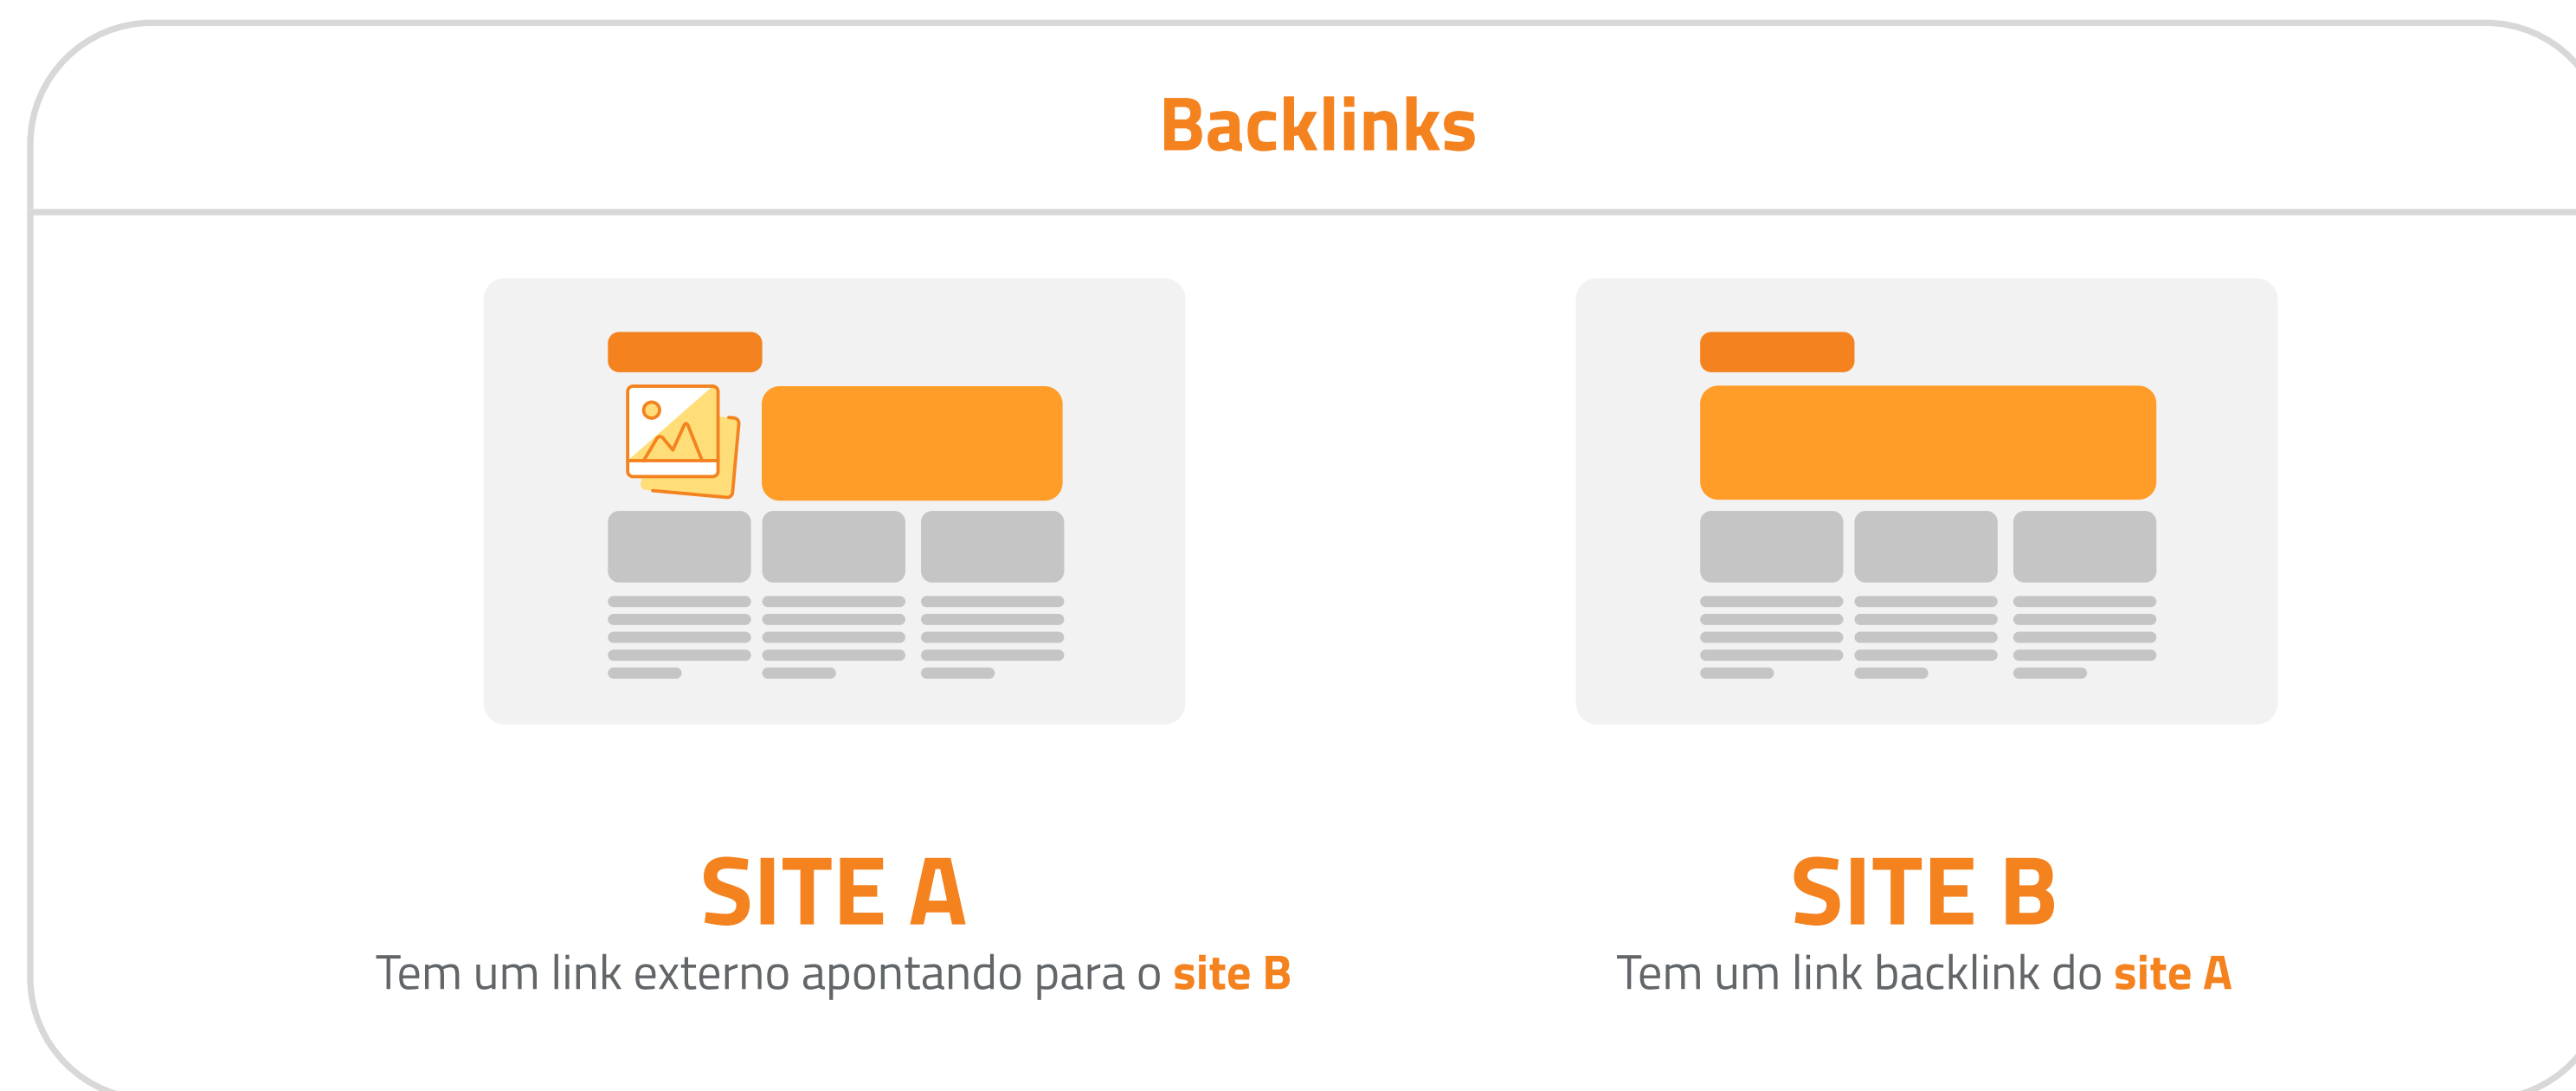 Backlinks
SITE A
Tem um link externo apontando para o site B
SITE B
Tem um link backlink do site A